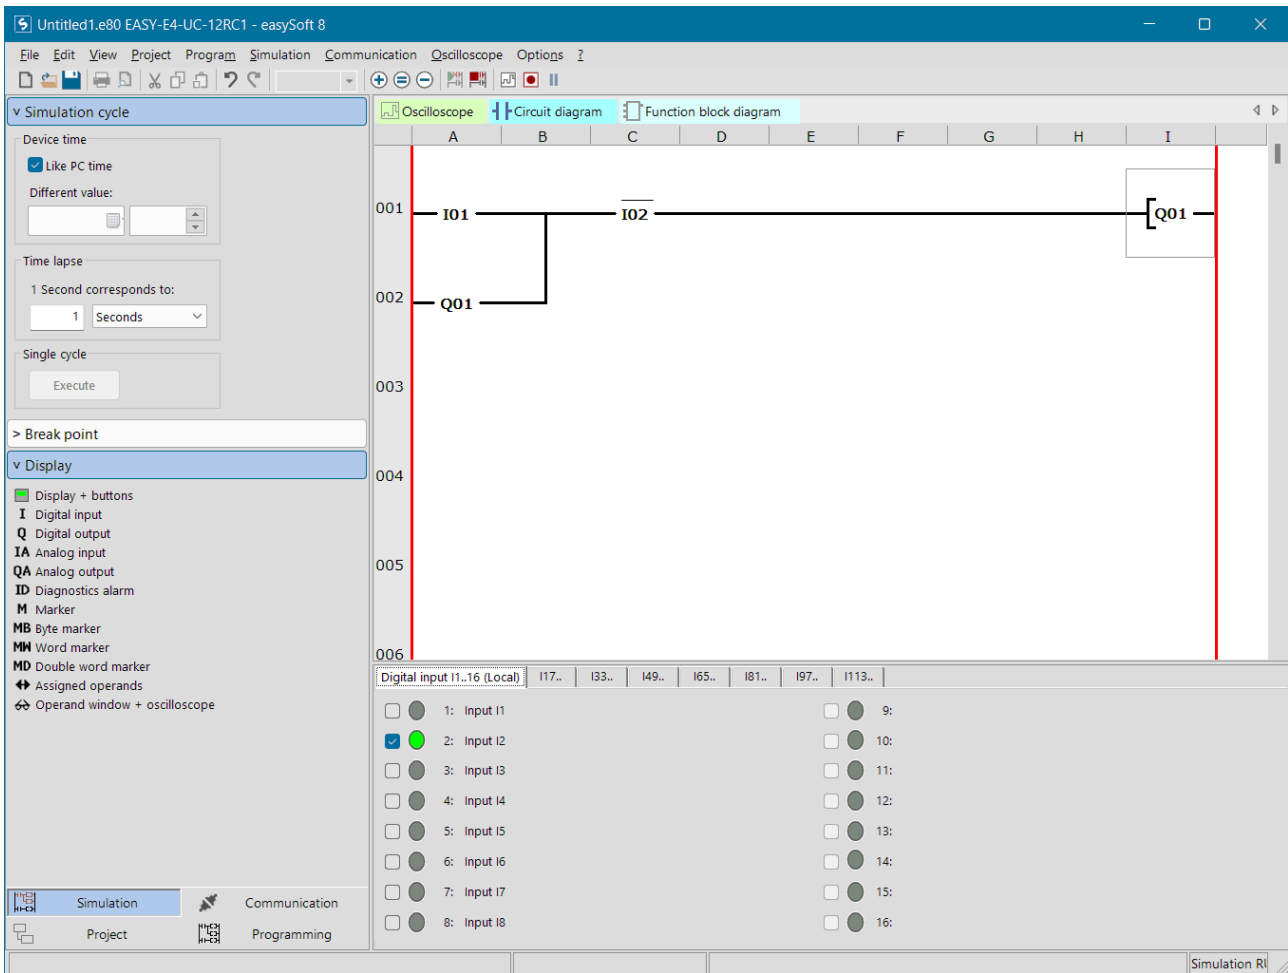 Untitled1.e80 EASY-E4-UC-12RC1 - easySoft 8
File Edit View Project Program Simulation Communication Oscilloscope Options ?
v Simulation cycle
Device time
Like PC time
Different value:
Time lapse
1 Second corresponds to:
1 Seconds
Single cycle
Execute
> Break point
v Display
Display + buttons
I Digital input
Q Digital output
IA Analog input
QA Analog output
ID Diagnostics alarm
M Marker
MB Byte marker
MW Word marker
MD Double word marker
Assigned operands
Operand window + oscilloscope
Simulation Communication
Project Programming
Oscilloscope Circuit diagram Function block diagram
A B C D E F G H I
001 I01 I02 Q01
002 Q01
003
004
005
006
Digital input I1..16 (Local) I17.. I33.. I49.. I65.. I81.. I97.. I113..
1: Input I1 9:
2: Input I2 10:
3: Input I3 11:
4: Input I4 12:
5: Input I5 13:
6: Input I6 14:
7: Input I7 15:
8: Input I8 16:
Simulation